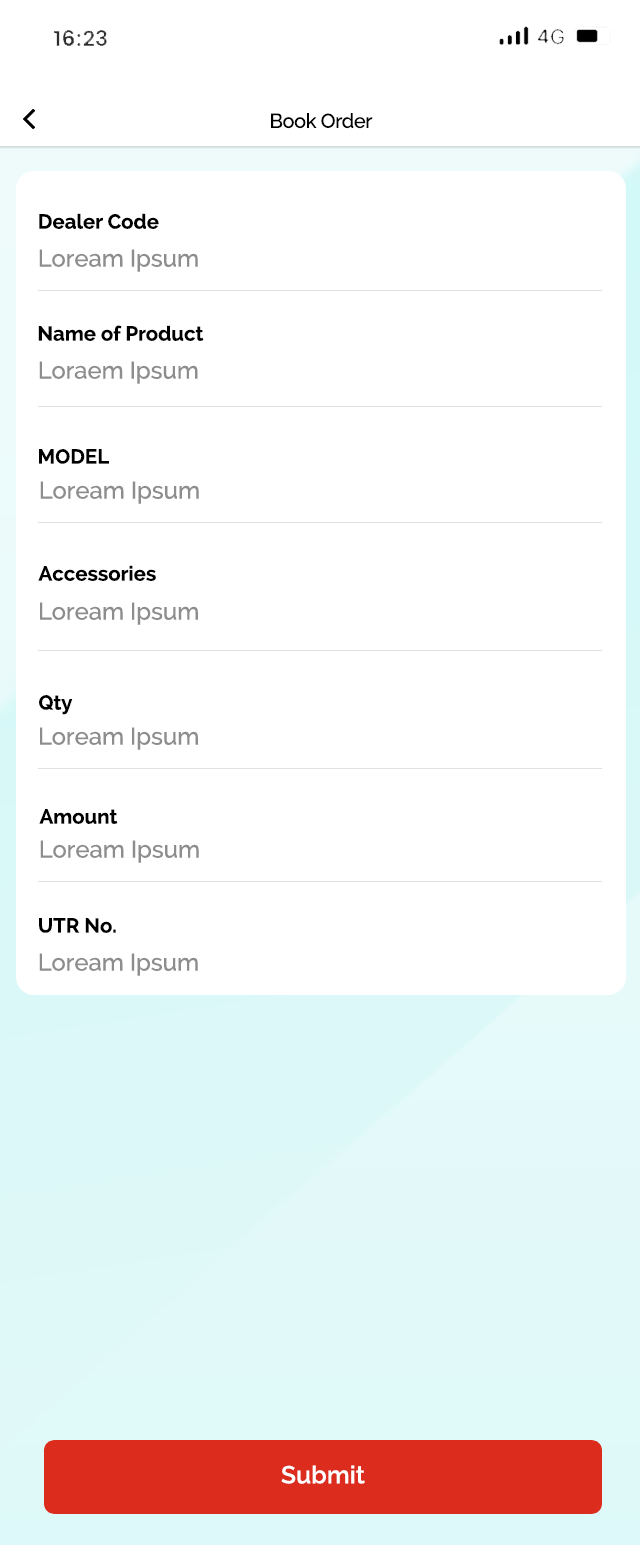 16:23 4G
Book Order
Dealer Code
Loream Ipsum
Name of Product
Loraem Ipsum
MODEL
Loream Ipsum
Accessories
Loream Ipsum
Qty
Loream Ipsum
Amount
Loream Ipsum
UTR No.
Loream Ipsum
Submit